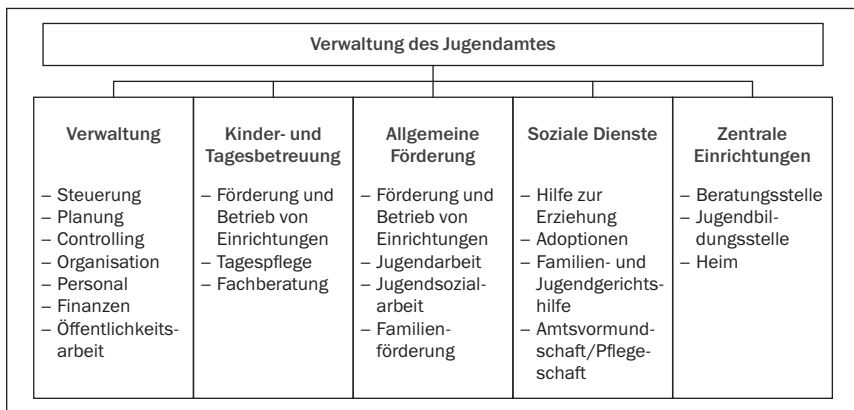 Verwaltung des Jugendamtes
Verwaltung
– Steuerung
– Planung
– Controlling
– Organisation
– Personal
– Finanzen
– Öffentlichkeits-
arbeit
Kinder- und
Tagesbetreuung
– Förderung und
Betrieb von
Einrichtungen
– Tagespflege
– Fachberatung
Allgemeine
Förderung
– Förderung und
Betrieb von
Einrichtungen
– Jugendarbeit
– Jugendsozial-
arbeit
– Familien-
förderung
Soziale Dienste
– Hilfe zur
Erziehung
– Adoptionen
– Familien- und
Jugendgerichts-
hilfe
– Amtsvormund-
schaft/Pflege-
schaft
Zentrale
Einrichtungen
– Beratungsstelle
– Jugendbil-
dungsstelle
– Heim